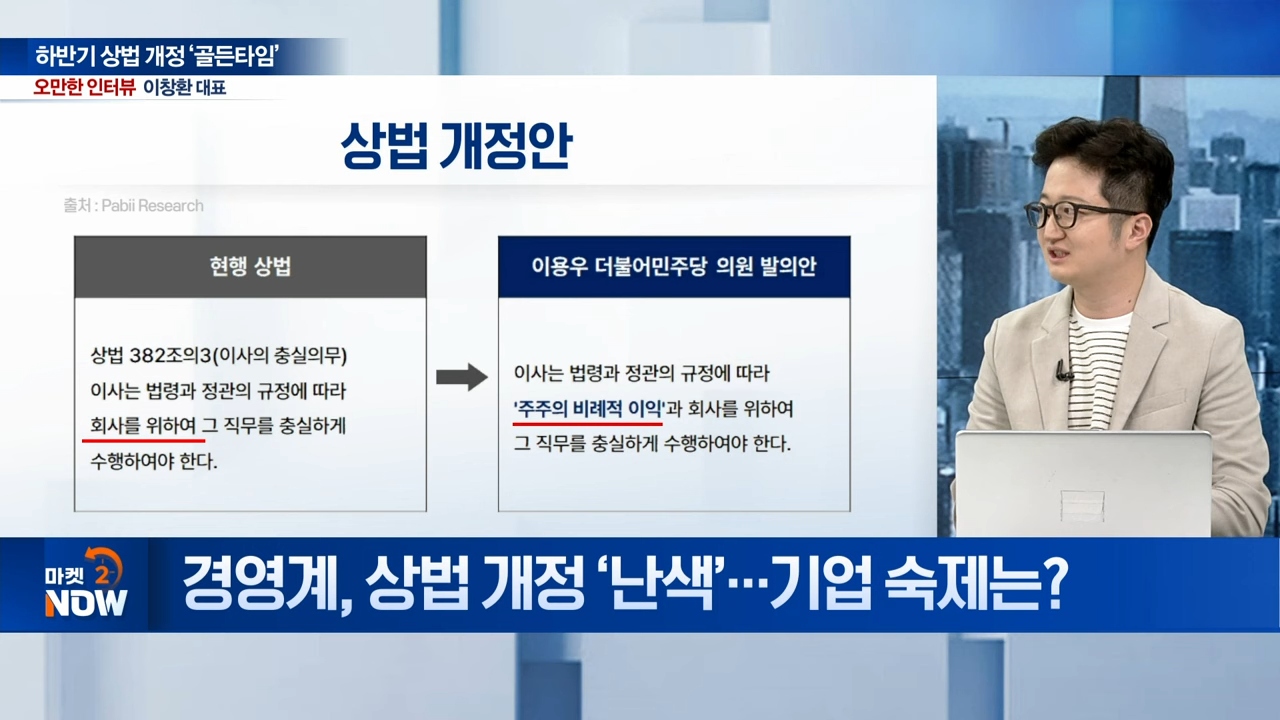 하반기 상법 개정 ‘골든타임’
오만한 인터뷰 이창환 대표
상법 개정안
출처 : Pabii Research
현행 상법
상법 382조의3(이사의 충실의무)
이사는 법령과 정관의 규정에 따라
회사를 위하여 그 직무를 충실하게
수행하여야 한다.
이용우 더불어민주당 의원 발의안
이사는 법령과 정관의 규정에 따라
'주주의 비례적 이익'과 회사를 위하여
그 직무를 충실하게 수행하여야 한다.
마켓 2
NOW
경영계, 상법 개정 ‘난색’…기업 숙제는?